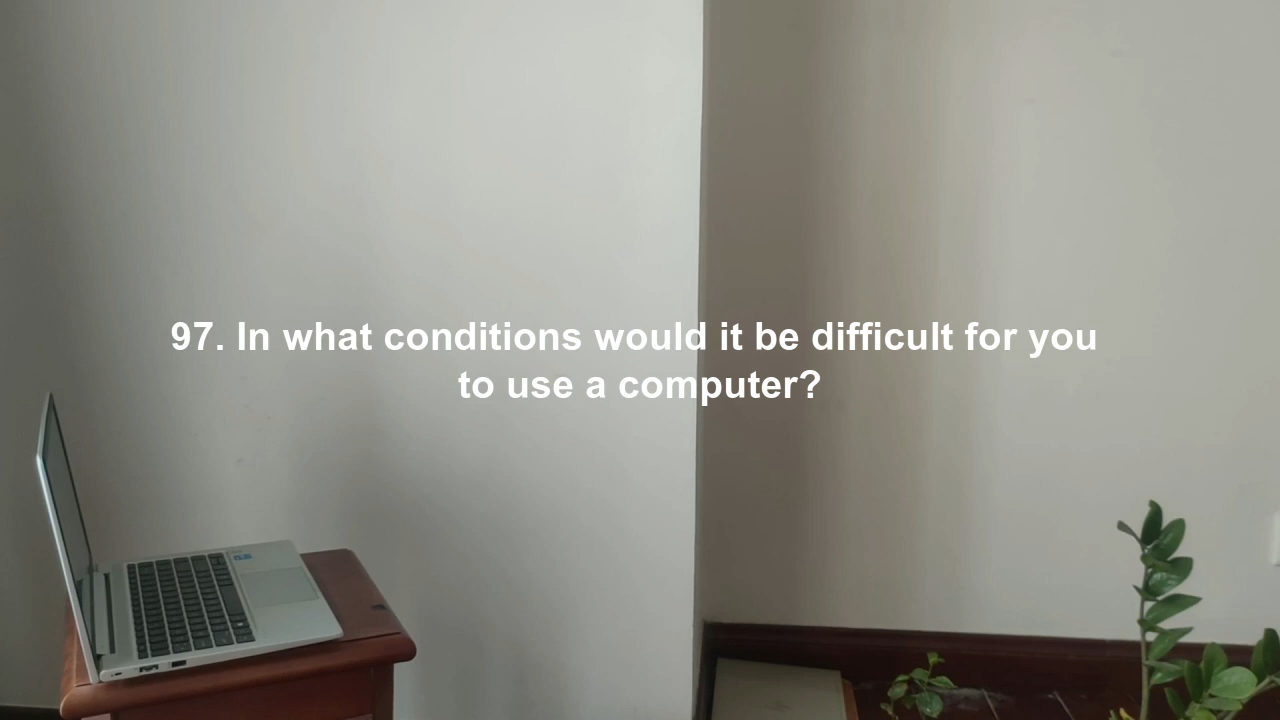 97. In what conditions would it be difficult for you
to use a computer?